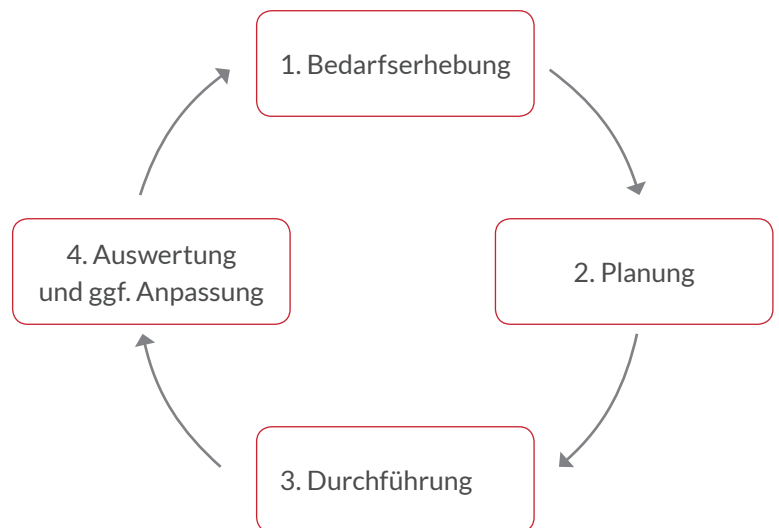 1. Bedarfserhebung
2. Planung
3. Durchführung
4. Auswertung
und ggf. Anpassung